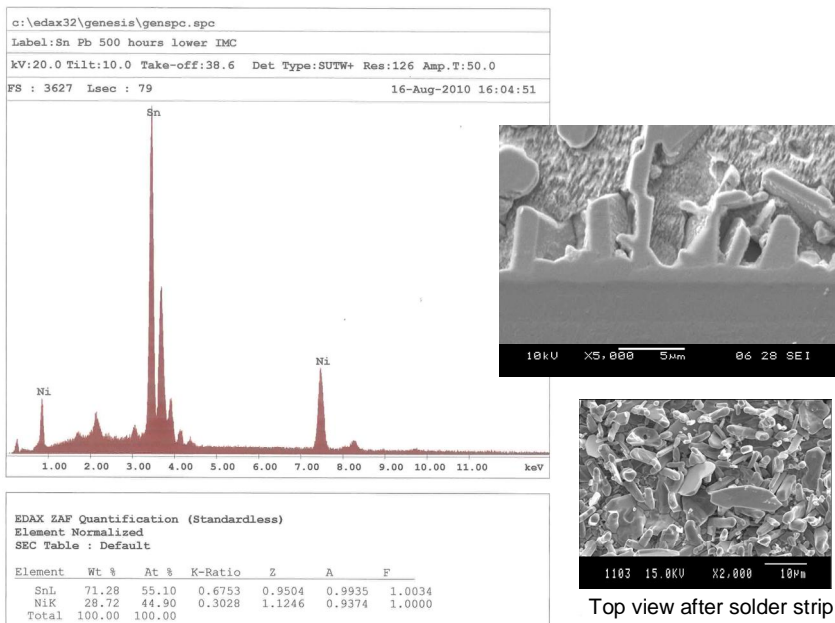 c:\edax32\genesis\genspc.spc
Label:Sn Pb 500 hours lower IMC
kV:20.0 Tilt:10.0 Take-off:38.6 Det Type:SUTW+ Res:126 Amp.T:50.0
FS : 3627 Lsec : 79 16-Aug-2010 16:04:51
Sn
Ni
Ni
1.00 2.00 3.00 4.00 5.00 6.00 7.00 8.00 9.00 10.00 11.00 keV
EDAX ZAF Quantification (Standardless)
Element Normalized
SEC Table : Default
Element Wt % At % K-Ratio Z A F
SnL 71.28 55.10 0.6753 0.9504 0.9935 1.0034
NiK 28.72 44.90 0.3028 1.1246 0.9374 1.0000
Total 100.00 100.00
10kU X5,000 5µm 06 28 SEI
1103 15.0KV X2,000 10µm
Top view after solder strip